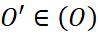 O′ ∈ (O)